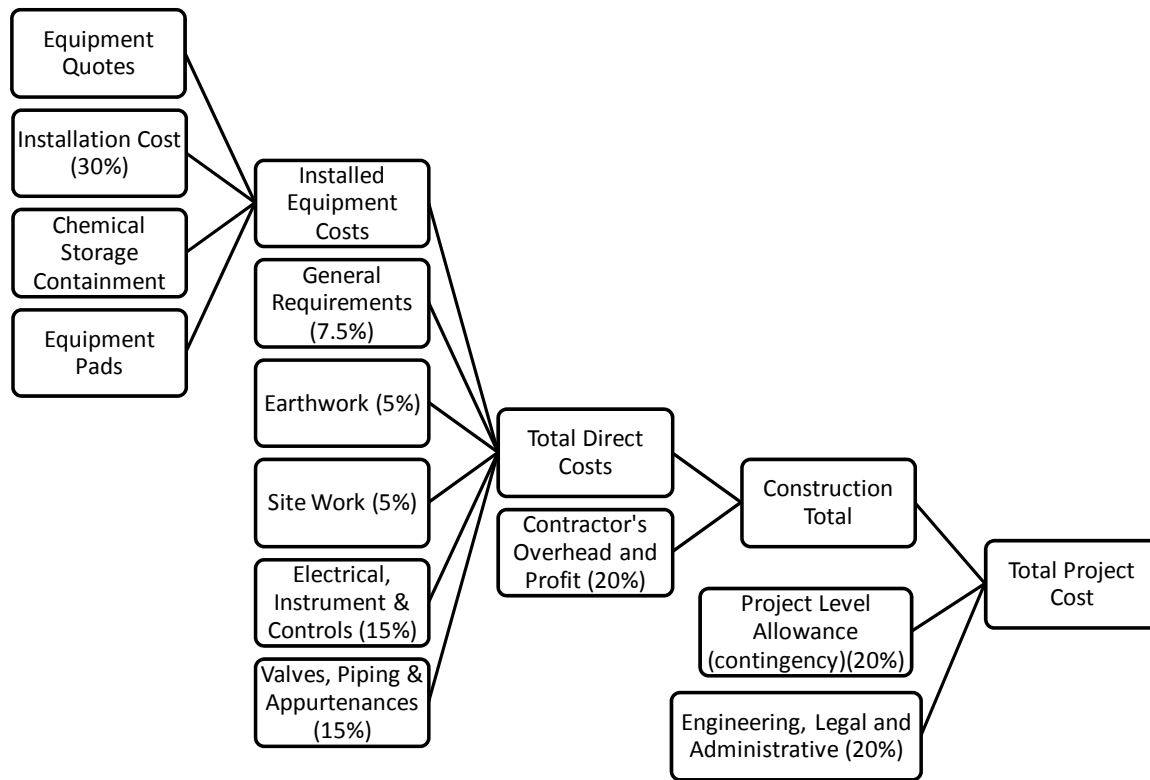 Equipment
Quotes
Installation Cost
(30%)
Chemical
Storage
Containment
Equipment
Pads
Installed
Equipment
Costs
General
Requirements
(7.5%)
Earthwork (5%)
Site Work (5%)
Electrical,
Instrument &
Controls (15%)
Valves, Piping &
Appurtenances
(15%)
Total Direct
Costs
Contractor's
Overhead and
Profit (20%)
Construction
Total
Project Level
Allowance
(contingency)(20%)
Engineering, Legal and
Administrative (20%)
Total Project
Cost